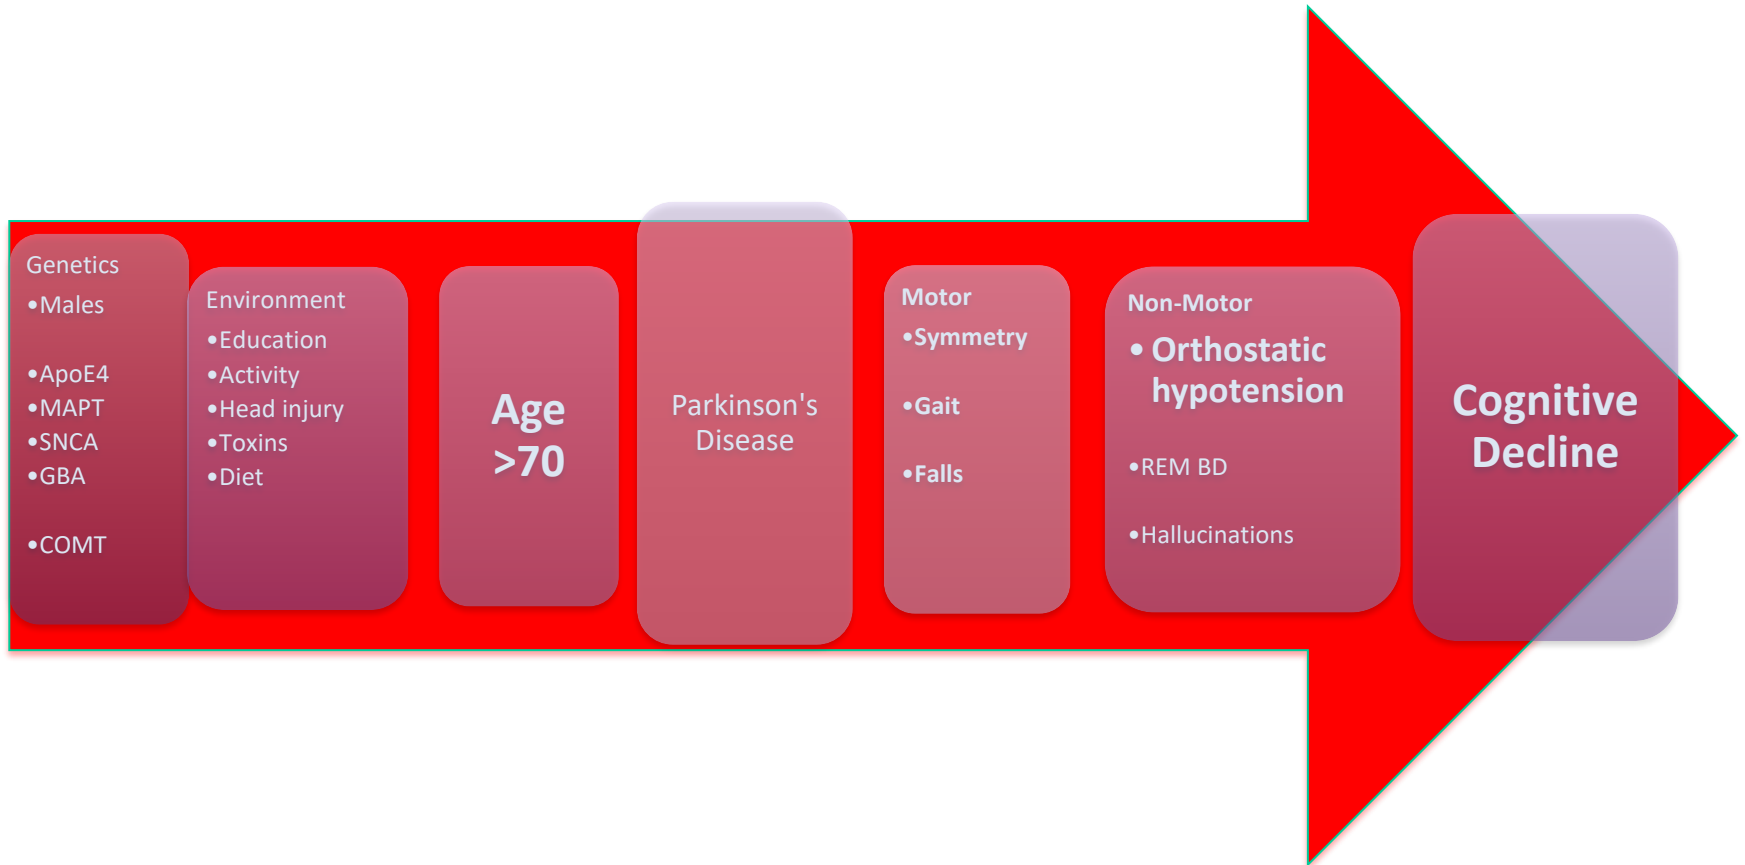 Genetics
•Males
•ApoE4
•MAPT
•SNCA
•GBA
•COMT
Environment
•Education
•Activity
•Head injury
•Toxins
•Diet
Age
>70
Parkinson's
Disease
Motor
•Symmetry
•Gait
•Falls
Non-Motor
• Orthostatic
hypotension
•REM BD
•Hallucinations
Cognitive
Decline